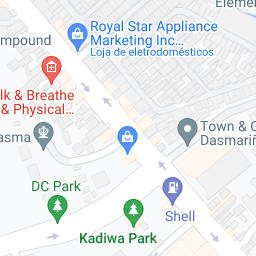 Elemen
Royal Star Appliance
Marketing Inc...
Loja de eletrodomésticos
mpound
lk & Breathe
& Physical...
asma
Town & C
Dasmariñ
DC Park
Shell
Kadiwa Park